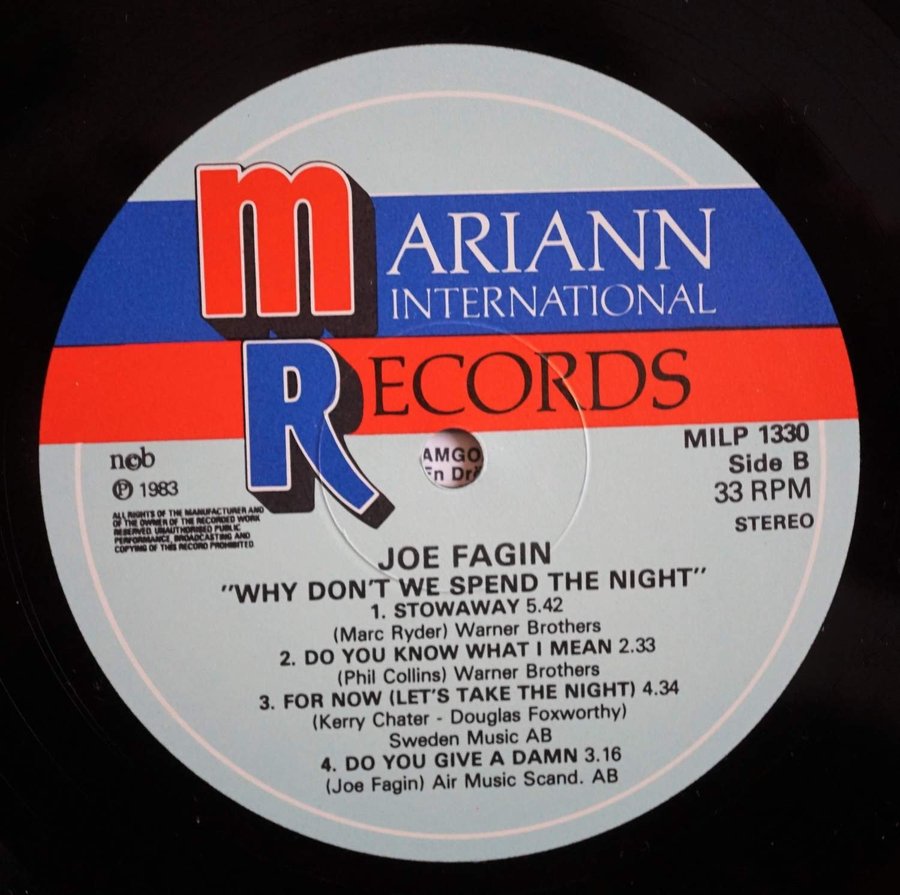 MARIANN
INTERNATIONAL
RECORDS
MILP 1330
Side B
33 RPM
STEREO
ncb
Ⓟ 1983
ALL RIGHTS OF THE MANUFACTURER AND
OF THE OWNER OF THE RECORDED WORK
RESERVED. UNAUTHORISED PUBLIC
PERFORMANCE, BROADCASTING AND
COPYING OF THIS RECORD PROHIBITED.
AMGO
JOE FAGIN
"WHY DON'T WE SPEND THE NIGHT"
1. STOWAWAY 5.42
(Marc Ryder) Warner Brothers
2. DO YOU KNOW WHAT I MEAN 2.33
(Phil Collins) Warner Brothers
3. FOR NOW (LET'S TAKE THE NIGHT) 4.34
(Kerry Chater - Douglas Foxworthy)
Sweden Music AB
4. DO YOU GIVE A DAMN 3.16
(Joe Fagin) Air Music Scand. AB